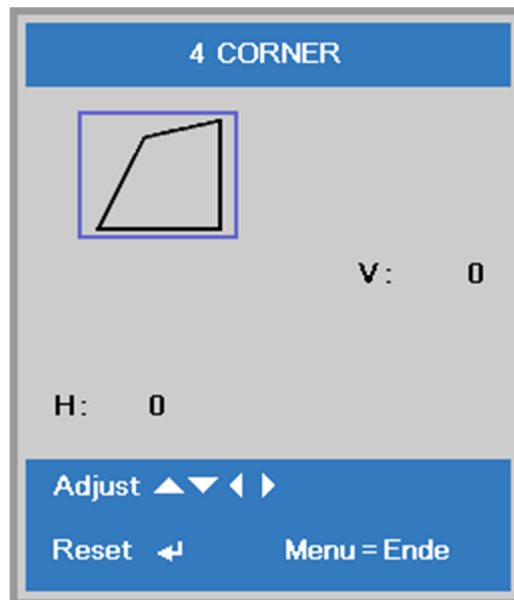 4 CORNER
V: 0
H: 0
Adjust ▲▼◀▶
Reset ↵ Menu = Ende